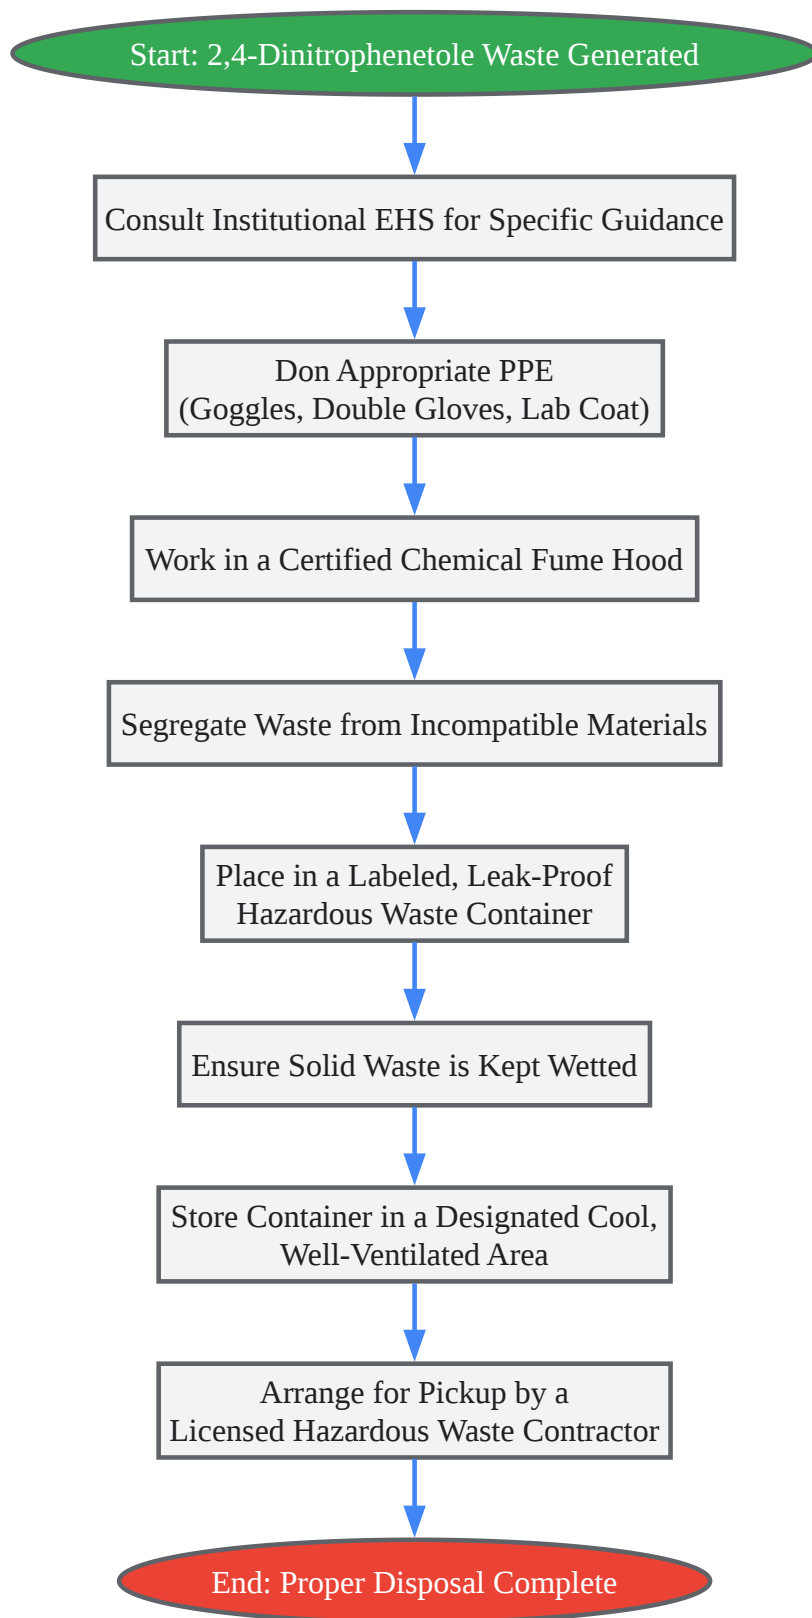 Start: 2,4-Dinitrophenetole Waste Generated
Consult Institutional EHS for Specific Guidance
Don Appropriate PPE
(Goggles, Double Gloves, Lab Coat)
Work in a Certified Chemical Fume Hood
Segregate Waste from Incompatible Materials
Place in a Labeled, Leak-Proof
Hazardous Waste Container
Ensure Solid Waste is Kept Wetted
Store Container in a Designated Cool,
Well-Ventilated Area
Arrange for Pickup by a
Licensed Hazardous Waste Contractor
End: Proper Disposal Complete